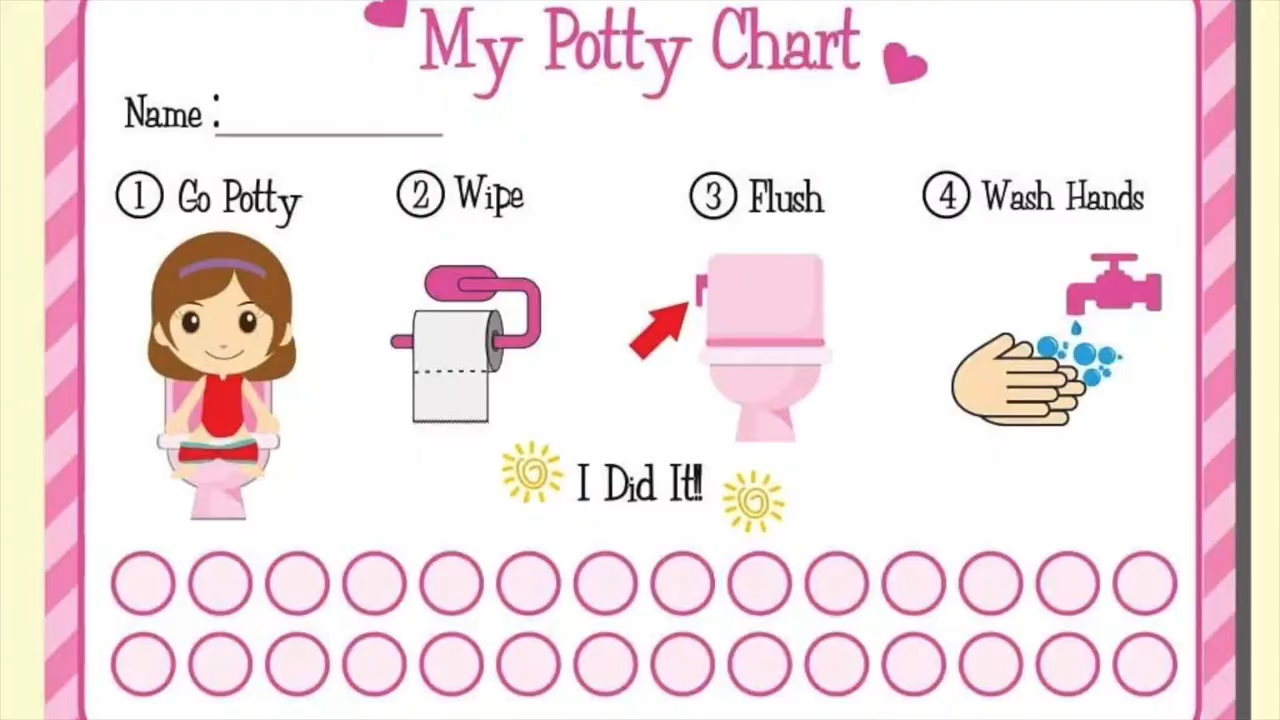 My Potty Chart
Name :
1 Go Potty
2 Wipe
3 Flush
4 Wash Hands
I Did It!!